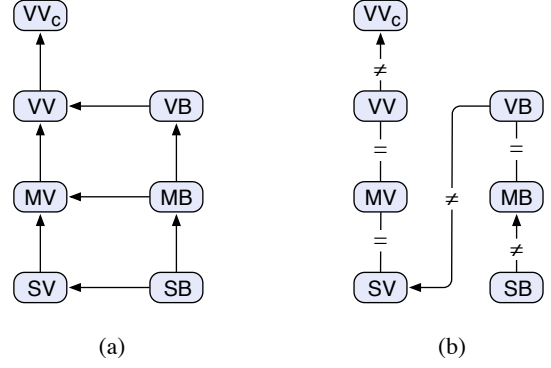 VVc VVc
≠
VV VB VV VB
=
=
MV MB MV ≠ MB
= ≠
SV SB SV SB
(a) (b)